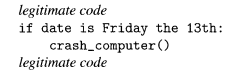 legitimate code
if date is Friday the 13th:
    crash_computer()
legitimate code